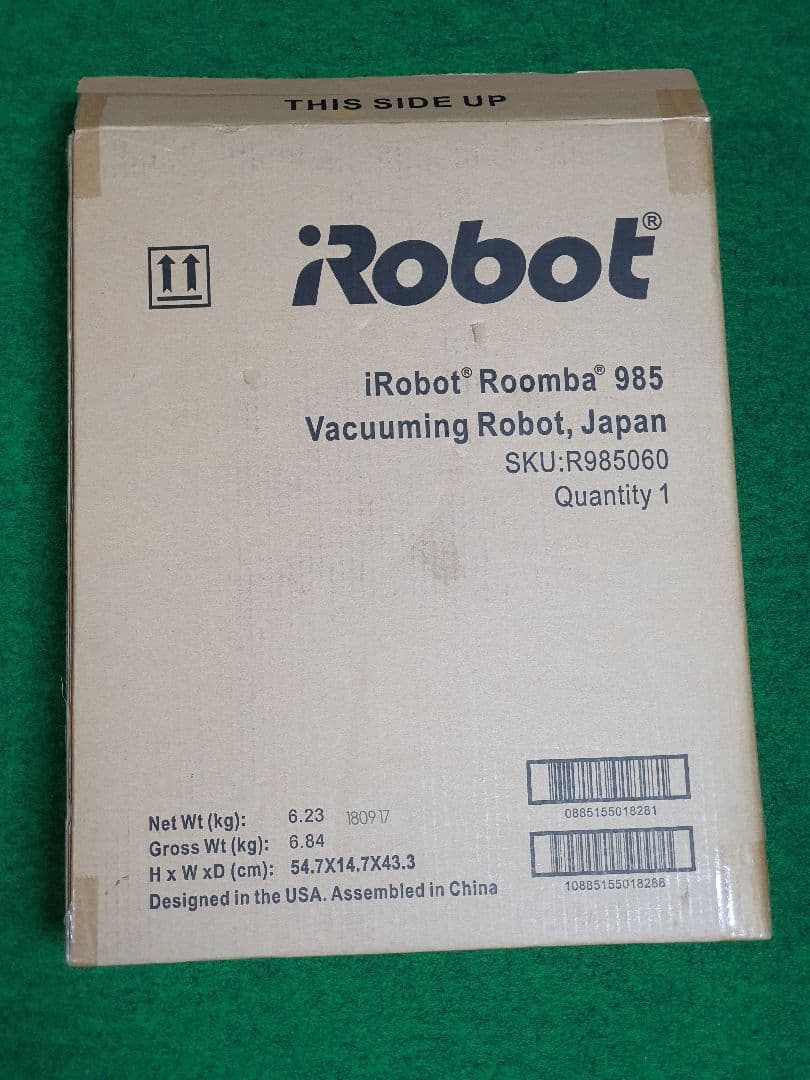 THIS SIDE UP
iRobot®
iRobot® Roomba® 985
Vacuuming Robot, Japan
SKU:R985060
Quantity 1
0885155018281
10885155018288
Net Wt (kg): 6.23 180917
Gross Wt (kg): 6.84
H x W xD (cm): 54.7X14.7X43.3
Designed in the USA. Assembled in China